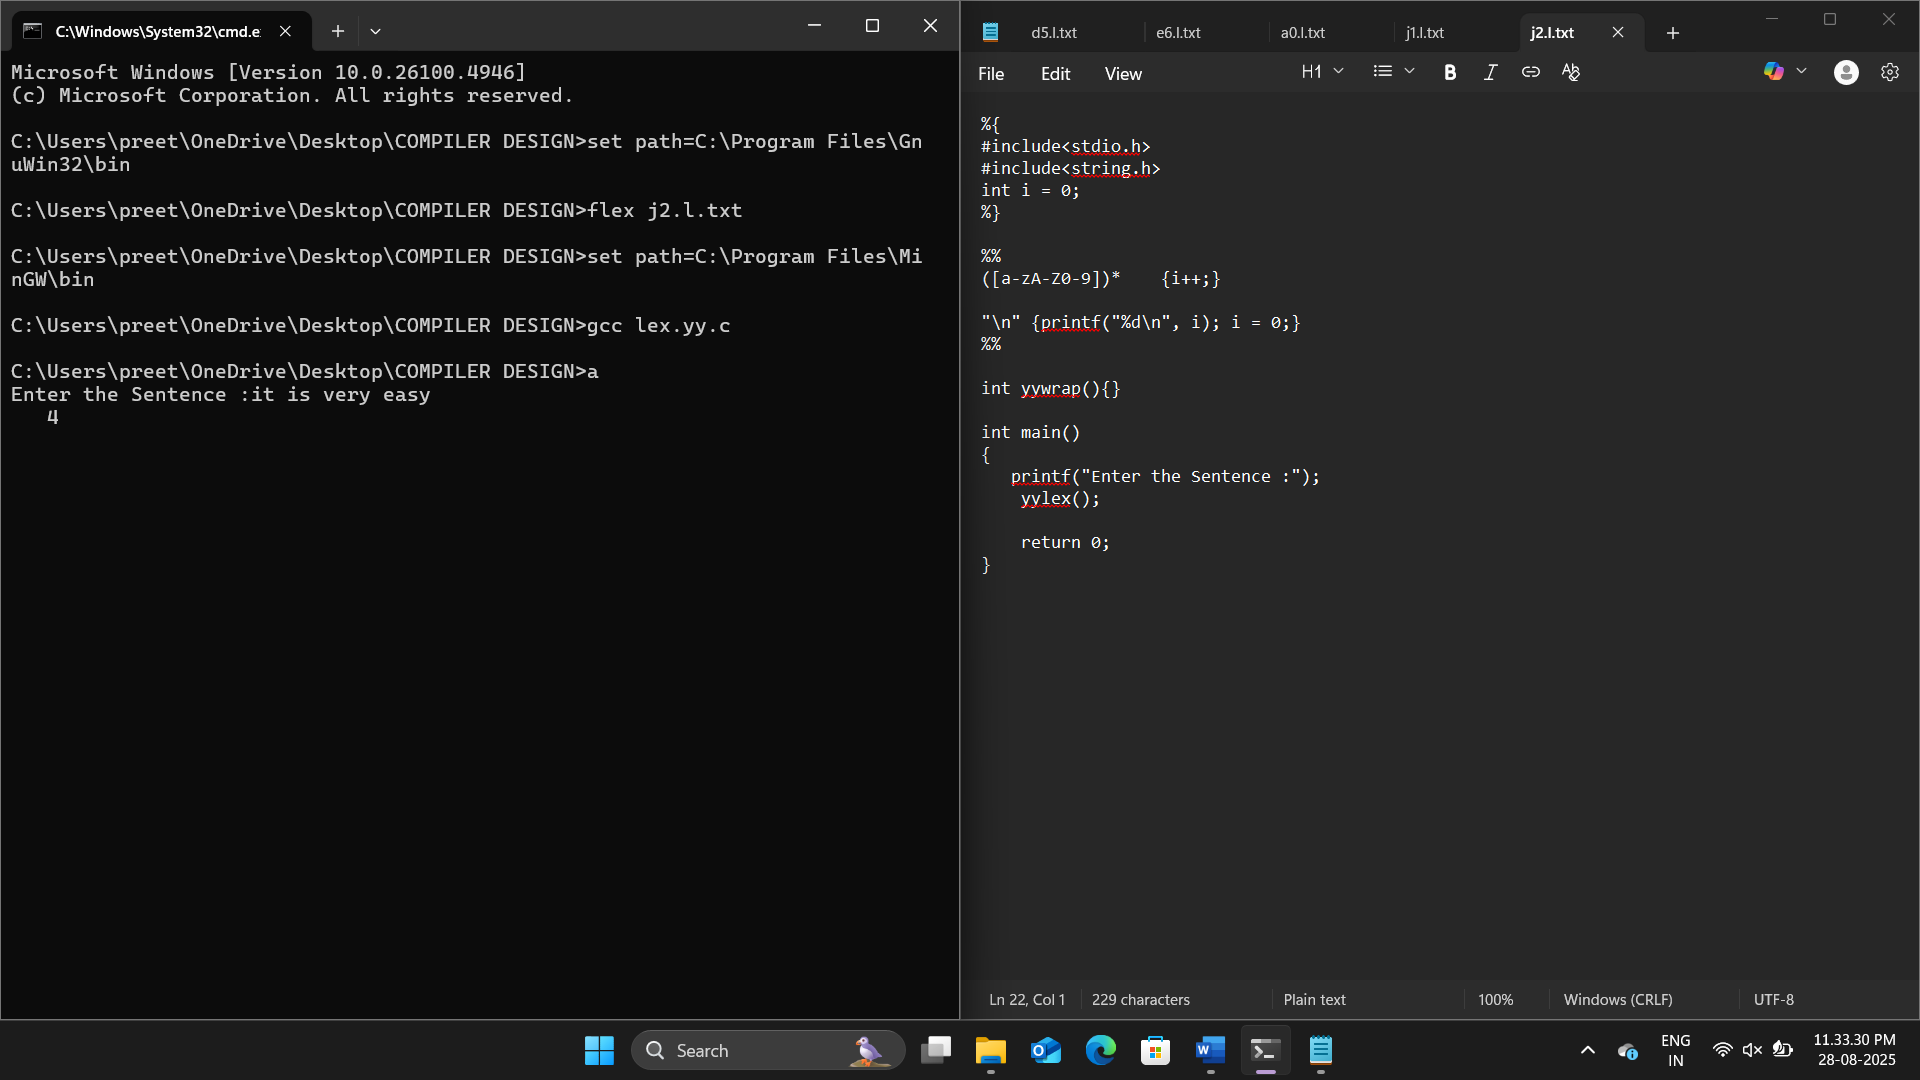 C:\Windows\System32\cmd.e
Microsoft Windows [Version 10.0.26100.4946]
(c) Microsoft Corporation. All rights reserved.
C:\Users\preet\OneDrive\Desktop\COMPILER DESIGN>set path=C:\Program Files\Gn
uWin32\bin
C:\Users\preet\OneDrive\Desktop\COMPILER DESIGN>flex j2.l.txt
C:\Users\preet\OneDrive\Desktop\COMPILER DESIGN>set path=C:\Program Files\Mi
nGW\bin
C:\Users\preet\OneDrive\Desktop\COMPILER DESIGN>gcc lex.yy.c
C:\Users\preet\OneDrive\Desktop\COMPILER DESIGN>a
Enter the Sentence :it is very easy
   4
d5.l.txt e6.l.txt a0.l.txt j1.l.txt j2.l.txt
File Edit View H1 B I
%{
#include<stdio.h>
#include<string.h>
int i = 0;
%}
%%
([a-zA-Z0-9])*    {i++;}
"\n" {printf("%d\n", i); i = 0;}
%%
int yywrap(){}
int main()
{
   printf("Enter the Sentence :");
    yylex();
    return 0;
}
Ln 22, Col 1 229 characters Plain text 100% Windows (CRLF) UTF-8
Search
ENG
IN
11.33.30 PM
28-08-2025